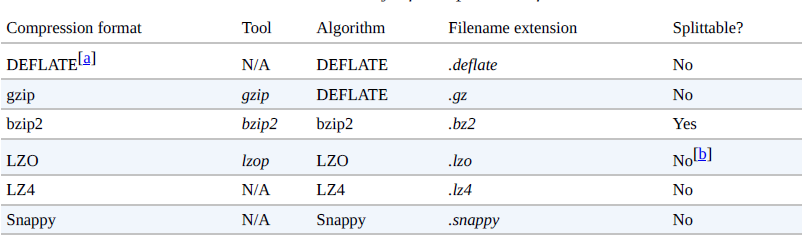 Compression format Tool Algorithm Filename extension Splittable?
DEFLATE[a] N/A DEFLATE .deflate No
gzip gzip DEFLATE .gz No
bzip2 bzip2 bzip2 .bz2 Yes
LZO lzop LZO .lzo No[b]
LZ4 N/A LZ4 .lz4 No
Snappy N/A Snappy .snappy No